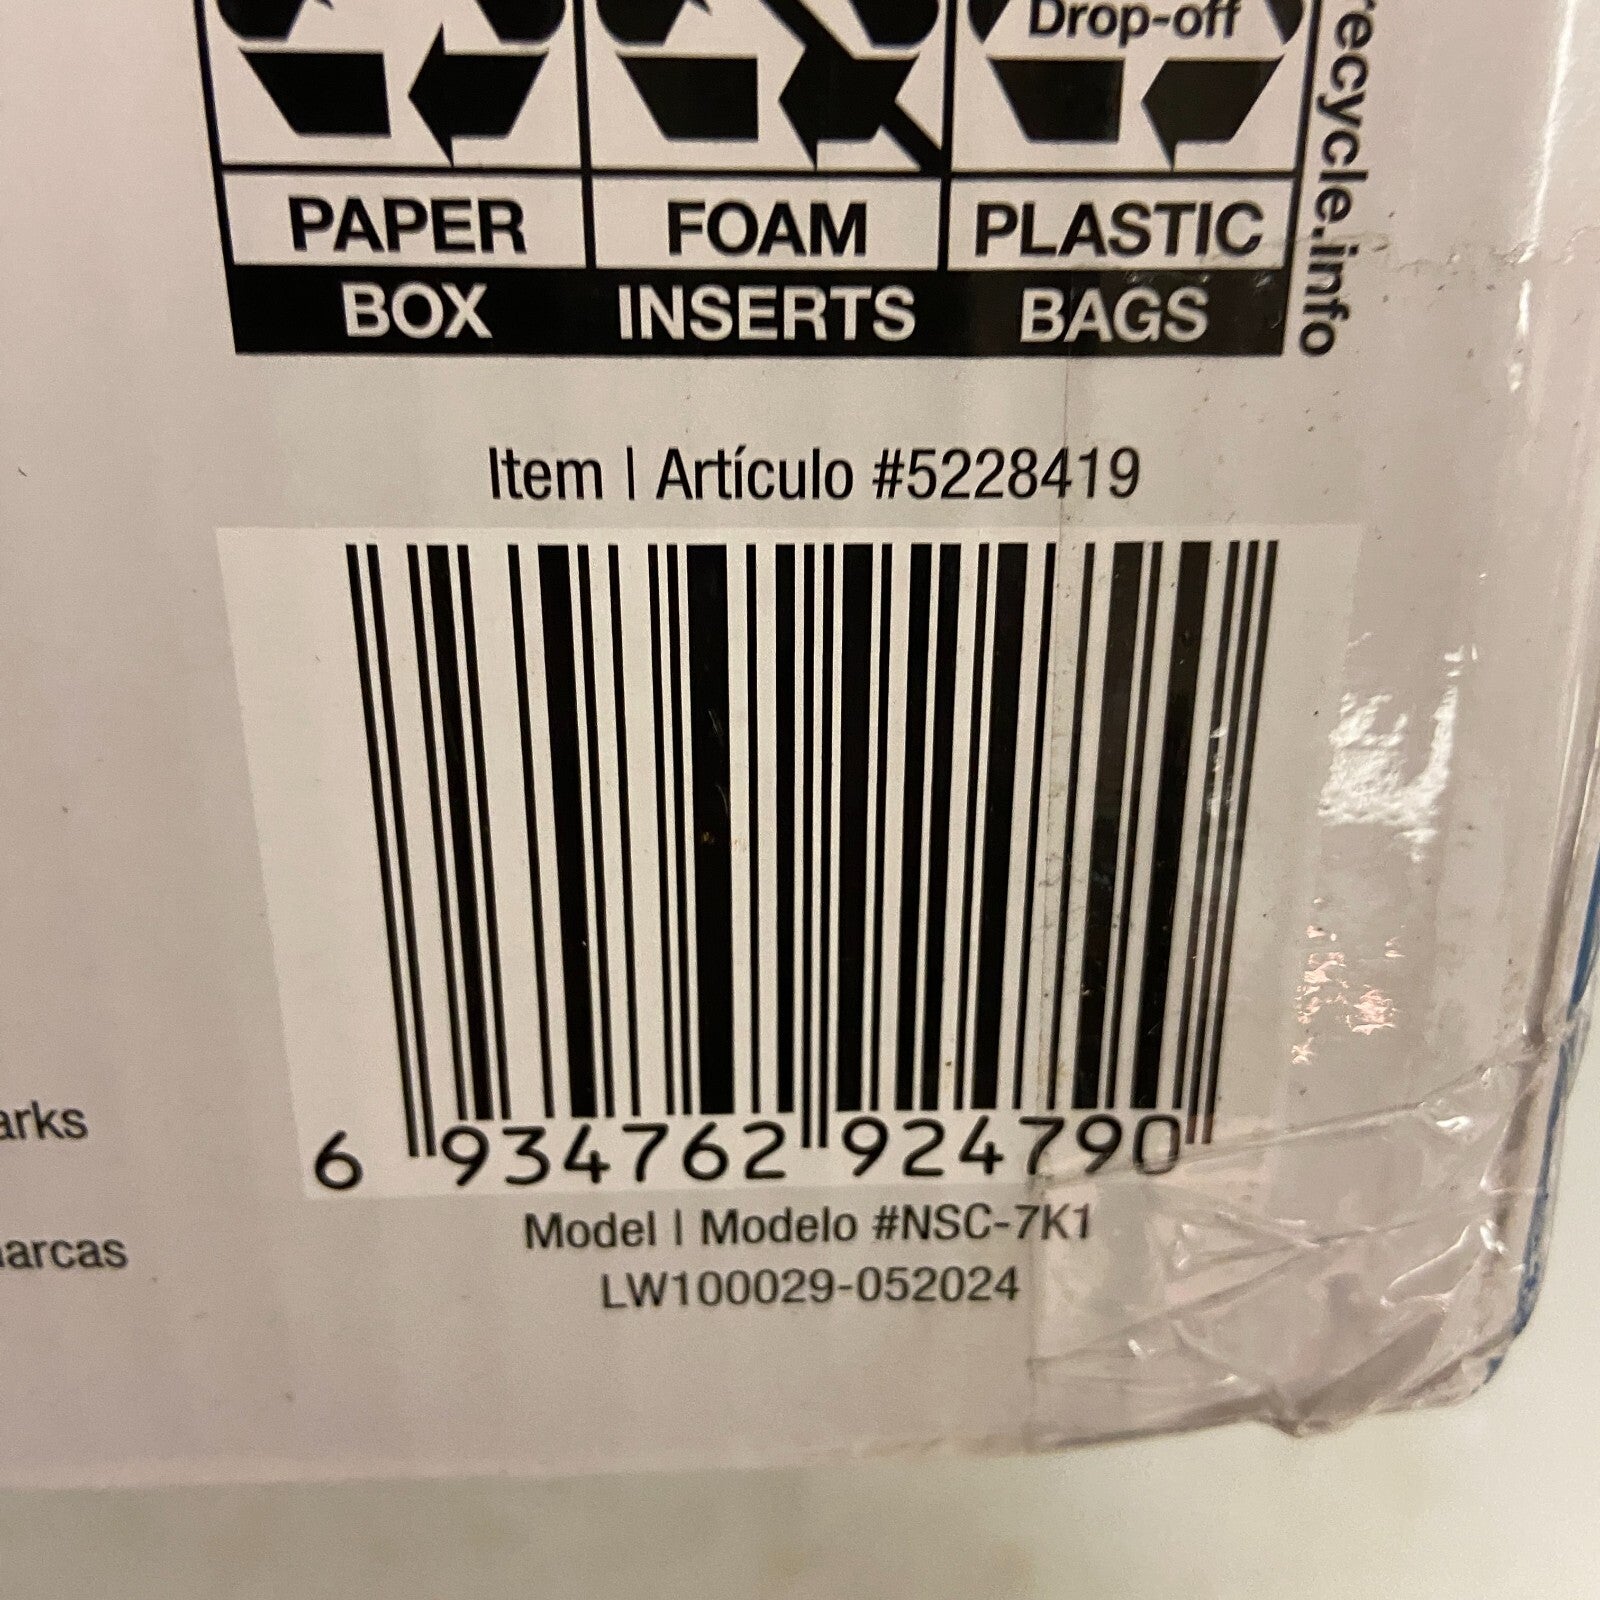 Drop-off
PAPER FOAM PLASTIC
BOX INSERTS BAGS
recycle.info
Item | Artículo #5228419
6 934762 924790
Model | Modelo #NSC-7K1
LW100029-052024
arks
arcas